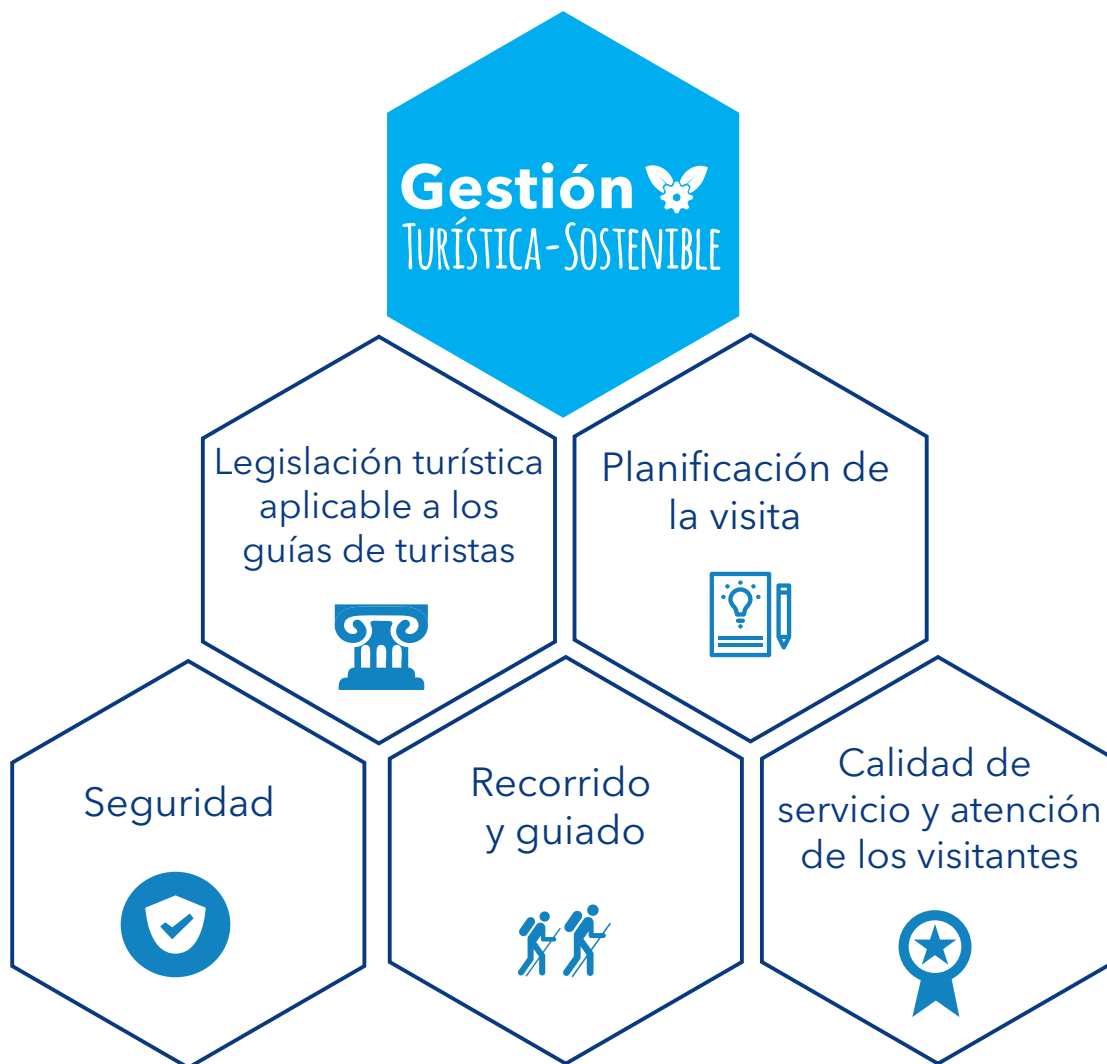 Gestión
TURÍSTICA-SOSTENIBLE
Legislación turística
aplicable a los
guías de turistas
Planificación de
la visita
Seguridad
Recorrido
y guiado
Calidad de
servicio y atención
de los visitantes